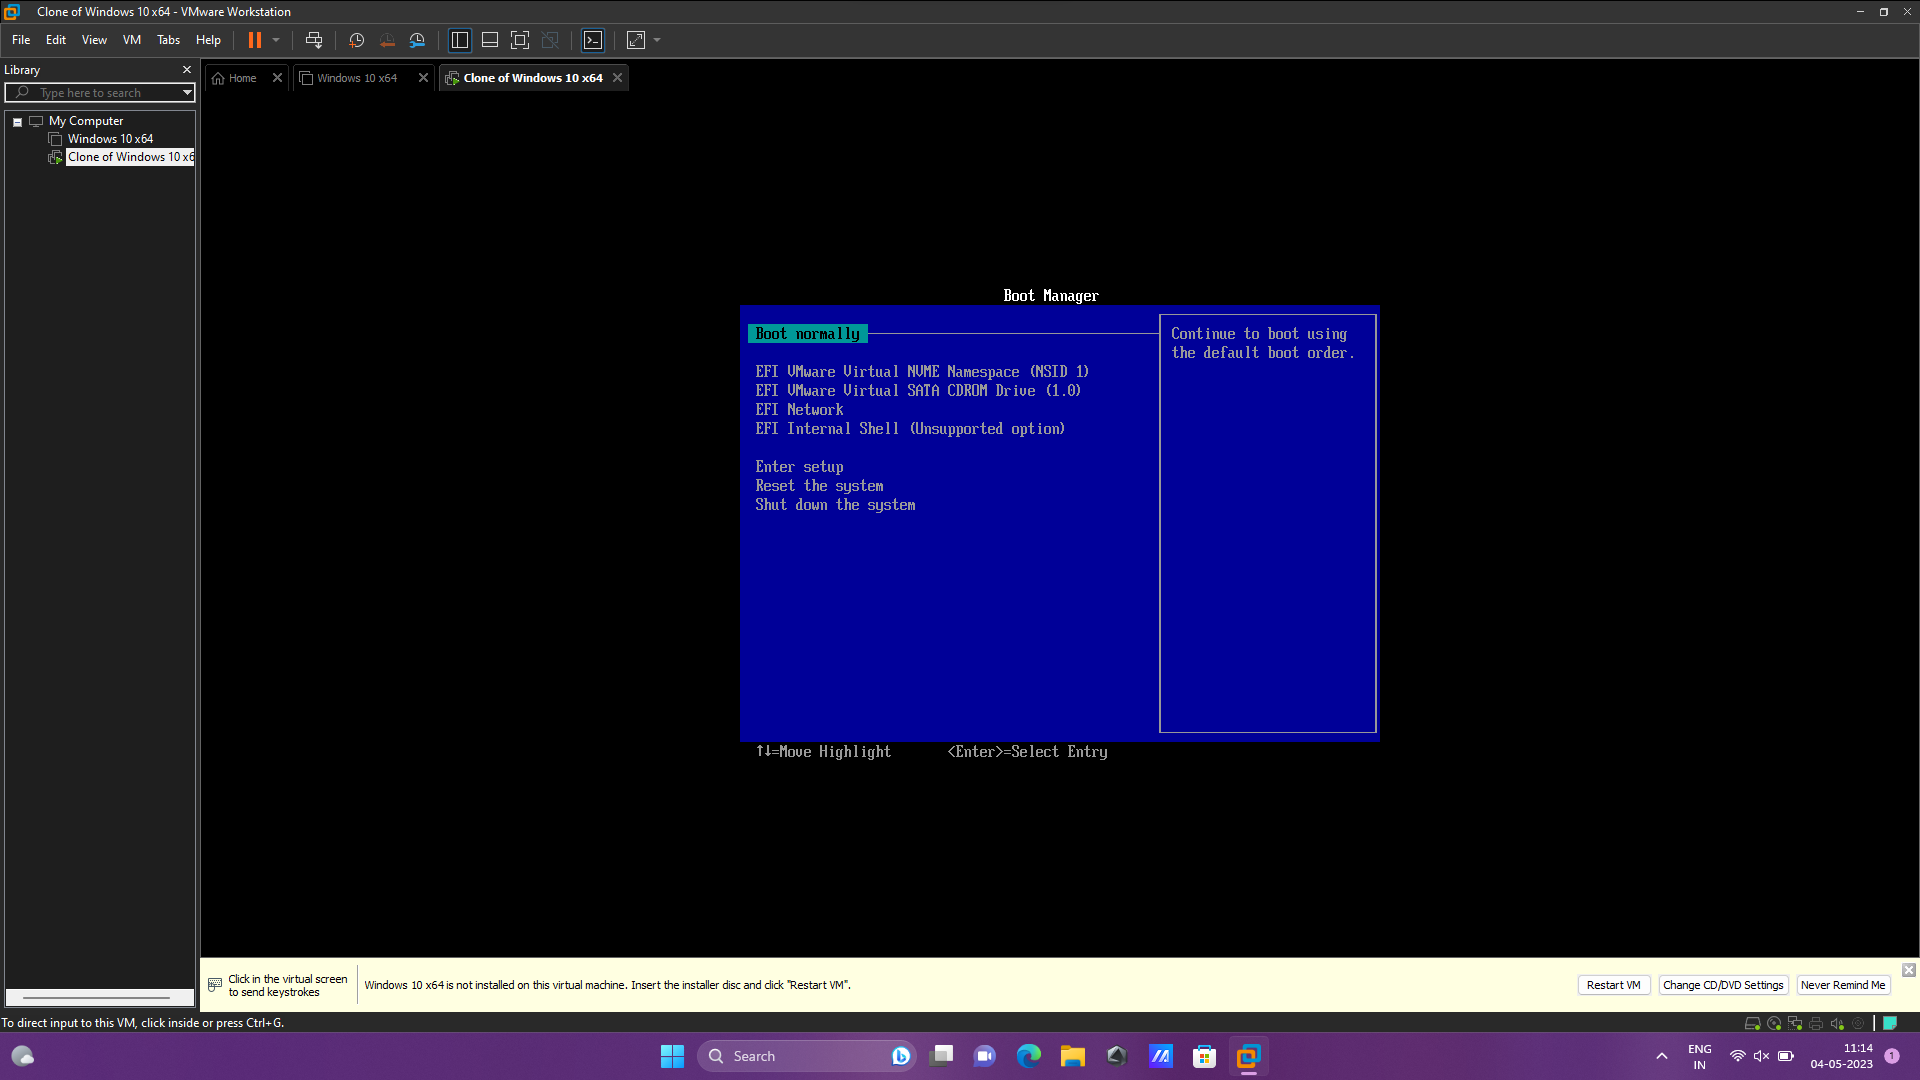 Clone of Windows 10 x64 - VMware Workstation
File Edit View VM Tabs Help
Library
Type here to search
My Computer
Windows 10 x64
Clone of Windows 10 x6
Home
Windows 10 x64
Clone of Windows 10 x64
Boot Manager
Boot normally
EFI VMware Virtual NVME Namespace (NSID 1)
EFI VMware Virtual SATA CDROM Drive (1.0)
EFI Network
EFI Internal Shell (Unsupported option)
Enter setup
Reset the system
Shut down the system
Continue to boot using
the default boot order.
↑↓=Move Highlight <Enter>=Select Entry
Click in the virtual screen
to send keystrokes
Windows 10 x64 is not installed on this virtual machine. Insert the installer disc and click "Restart VM".
Restart VM
Change CD/DVD Settings
Never Remind Me
To direct input to this VM, click inside or press Ctrl+G.
Search
ENG
IN
11:14
04-05-2023
1